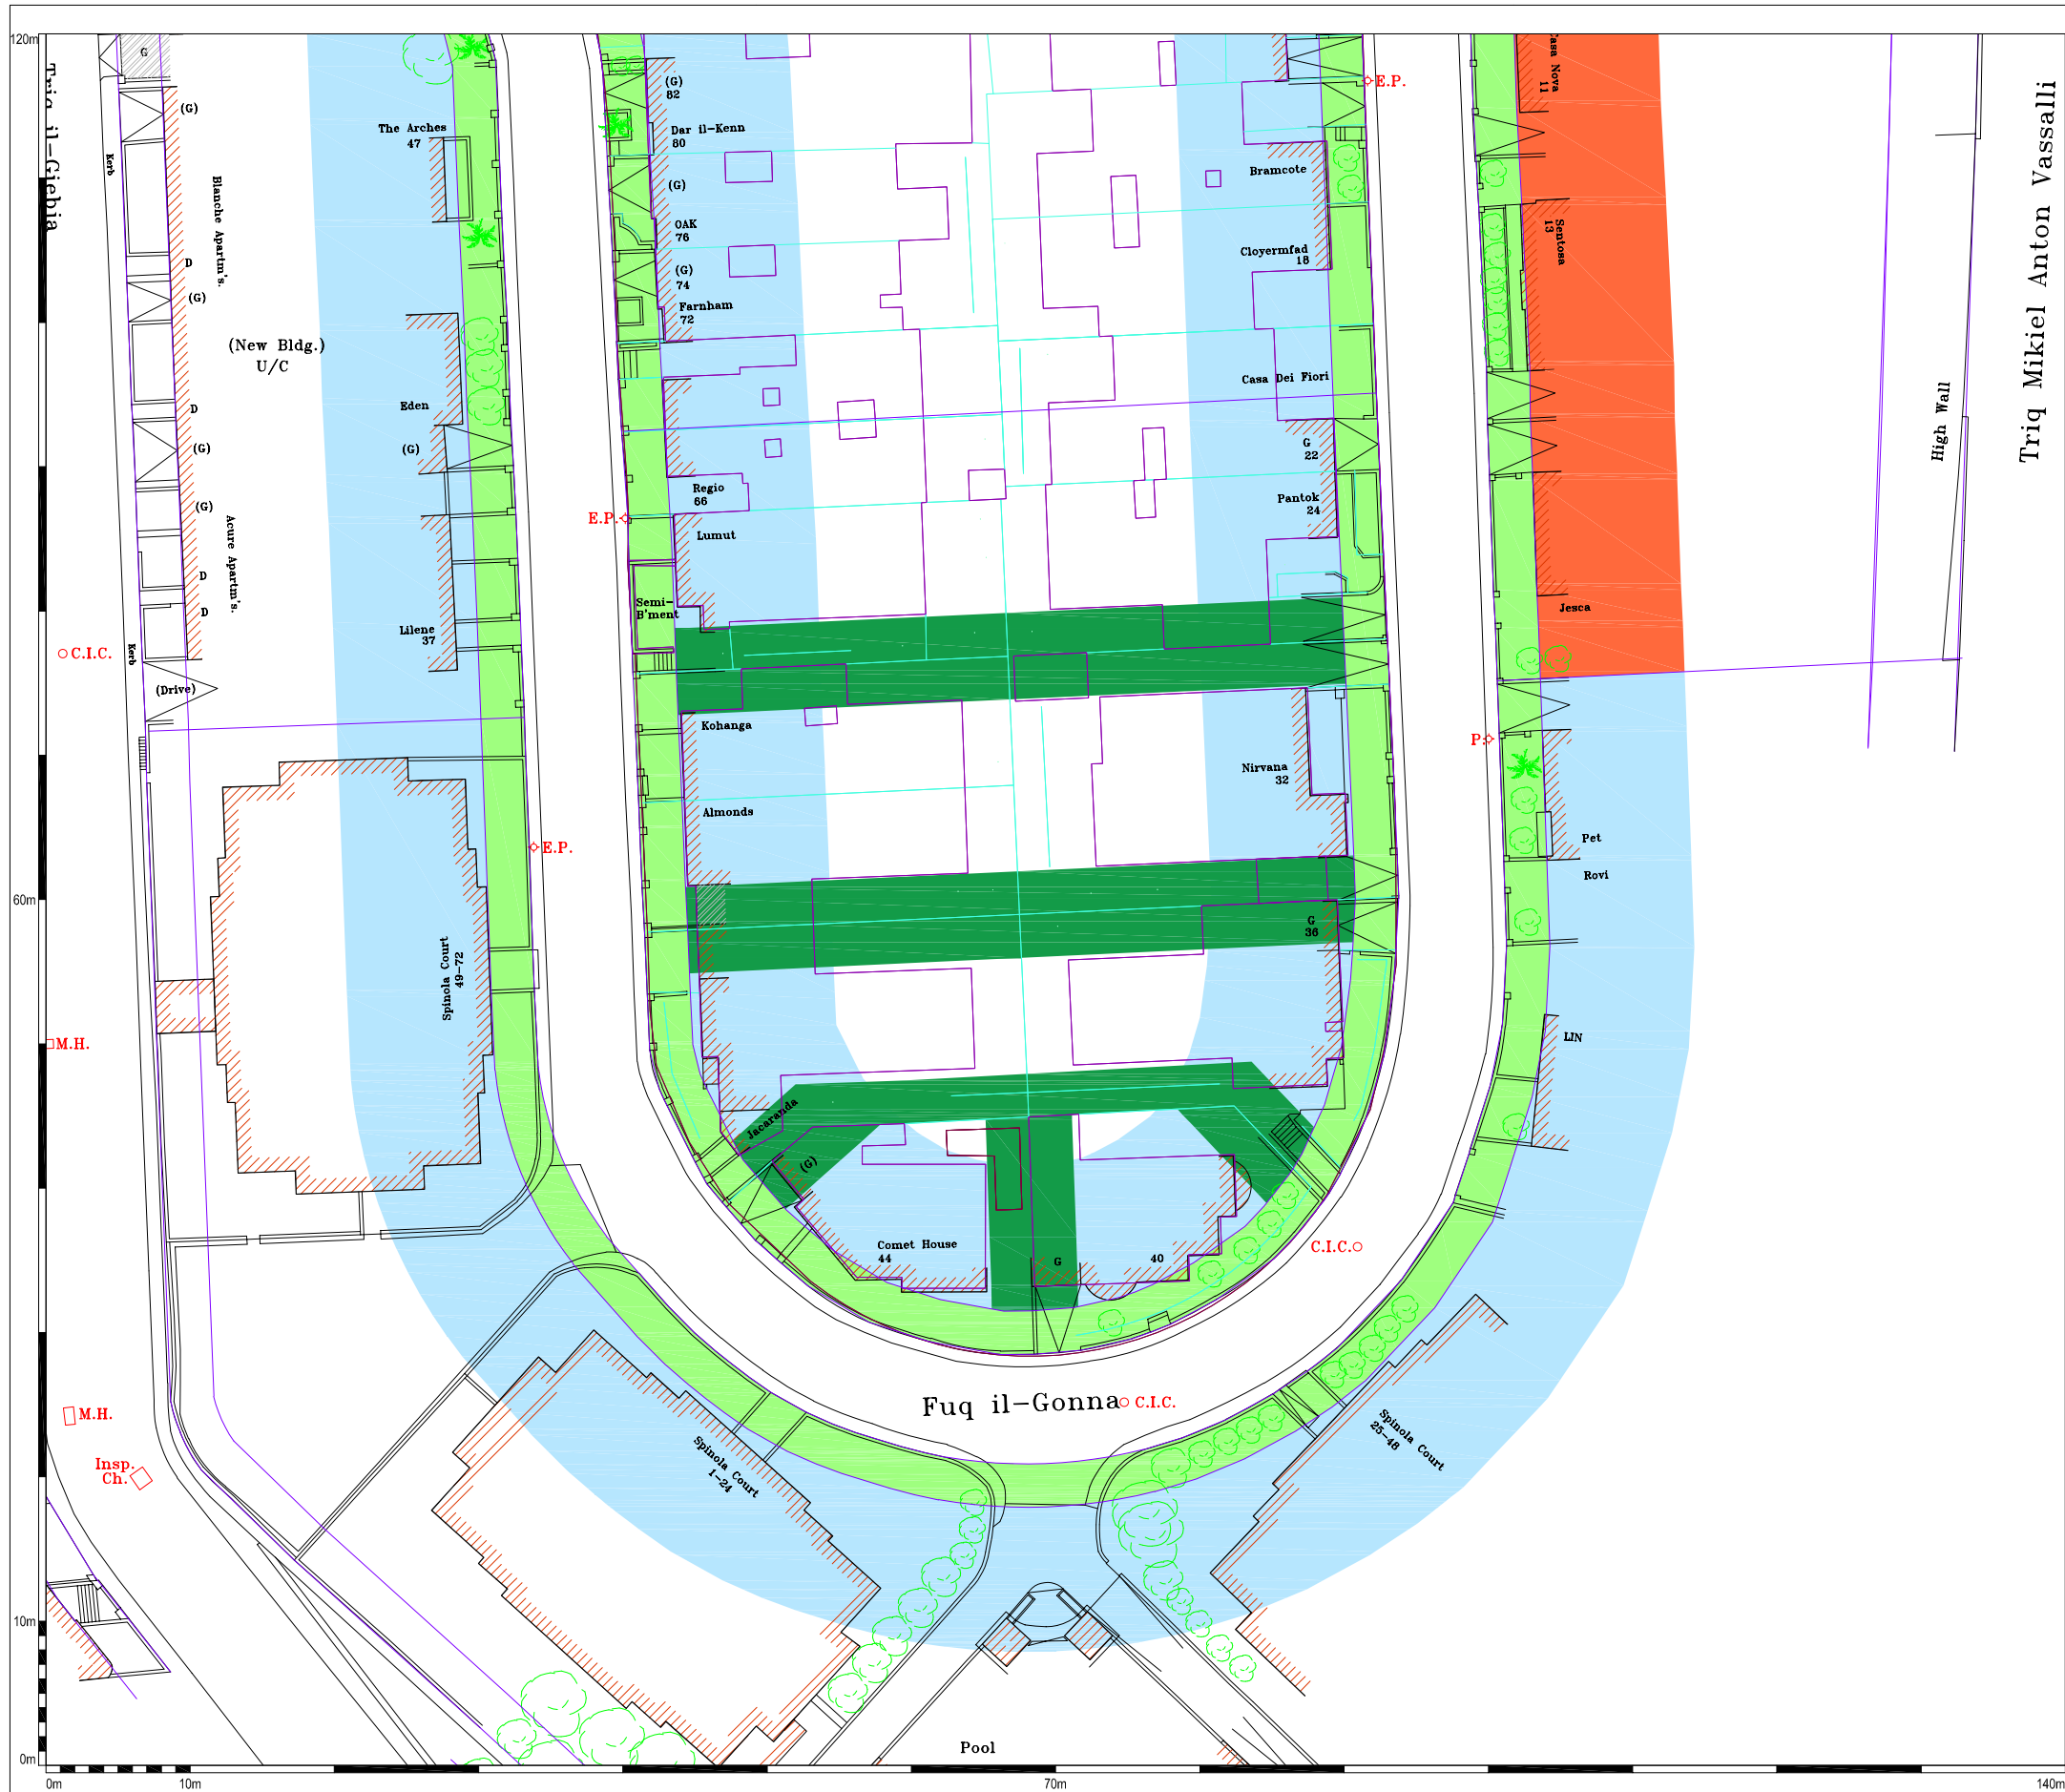 120m
G
Triq il-Ġiebja
Kerb
(G)
Blanche Apartm's.
D
(G)
The Arches
47
(New Bldg.)
U/C
D
(G)
(G)
Acure Apartm's.
D
D
Kerb
Eden
(G)
Lilene
37
C.I.C.
(Drive)
(G)
82
Dar il-Kenn
80
(G)
OAK
76
(G)
74
Farnham
72
Regio
66
E.P.
Lumut
Semi-
B'ment
Kohanga
Almonds
E.P.
Bramcote
Cloyermfad
18
Casa Dei Fiori
G
22
Pantok
24
Nirvana
32
G
36
E.P.
Casa Nova
11
Sentosa
13
Jesca
High Wall
Triq Mikiel Anton Vassalli
P.
Pet
Rovi
LIN
60m
Spinola Court
49-72
M.H.
Jacaranda
(G)
Comet House
44
G
40
C.I.C.
Fuq il-Gonna
C.I.C.
M.H.
Insp.
Ch.
Spinola Court
1-24
Spinola Court
25-48
10m
Pool
0m
0m
10m
70m
140m